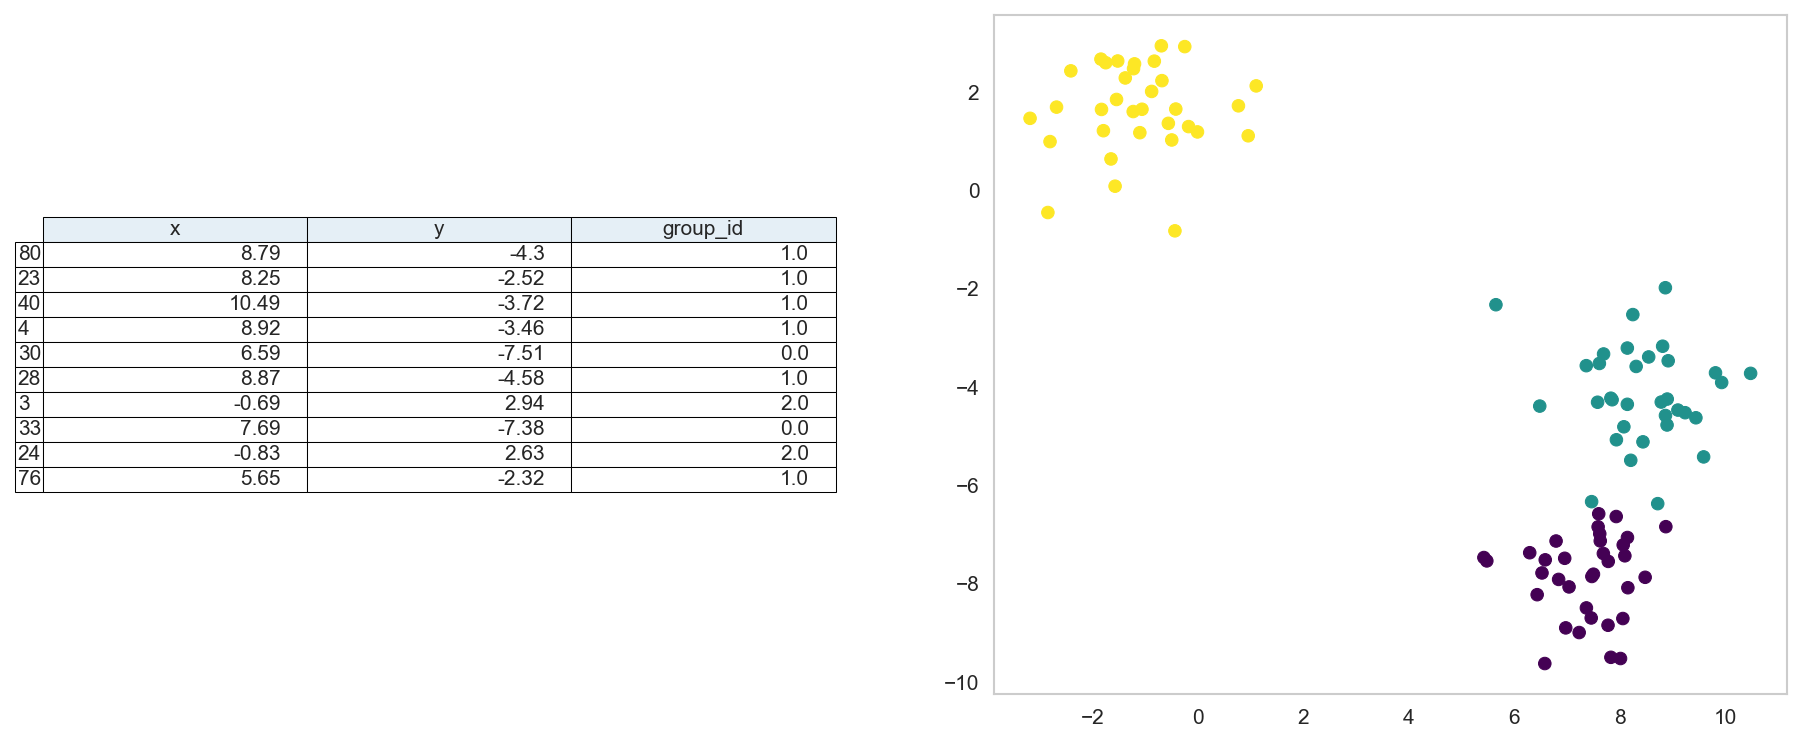 x y group_id
80 8.79 -4.3 1.0
23 8.25 -2.52 1.0
40 10.49 -3.72 1.0
4 8.92 -3.46 1.0
30 6.59 -7.51 0.0
28 8.87 -4.58 1.0
3 -0.69 2.94 2.0
33 7.69 -7.38 0.0
24 -0.83 2.63 2.0
76 5.65 -2.32 1.0
2
0
−2
−4
−6
−8
−10
−2 0 2 4 6 8 10